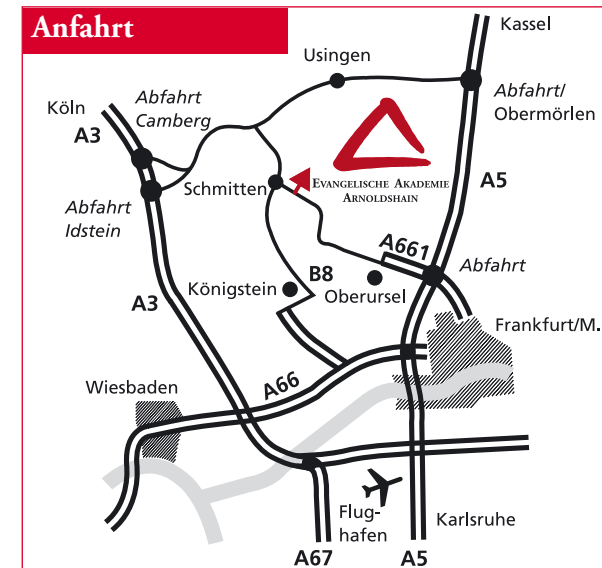 Anfahrt
Kassel
Usingen
Abfahrt/
Obermörlen
Köln
Abfahrt
Camberg
A3
A5
Schmitten
EVANGELISCHE AKADEMIE
ARNOLDSHAIN
Abfahrt
Idstein
A661
Abfahrt
B8
Königstein
Oberursel
A3
Frankfurt/M.
A66
Wiesbaden
Flug-
hafen
Karlsruhe
A67
A5